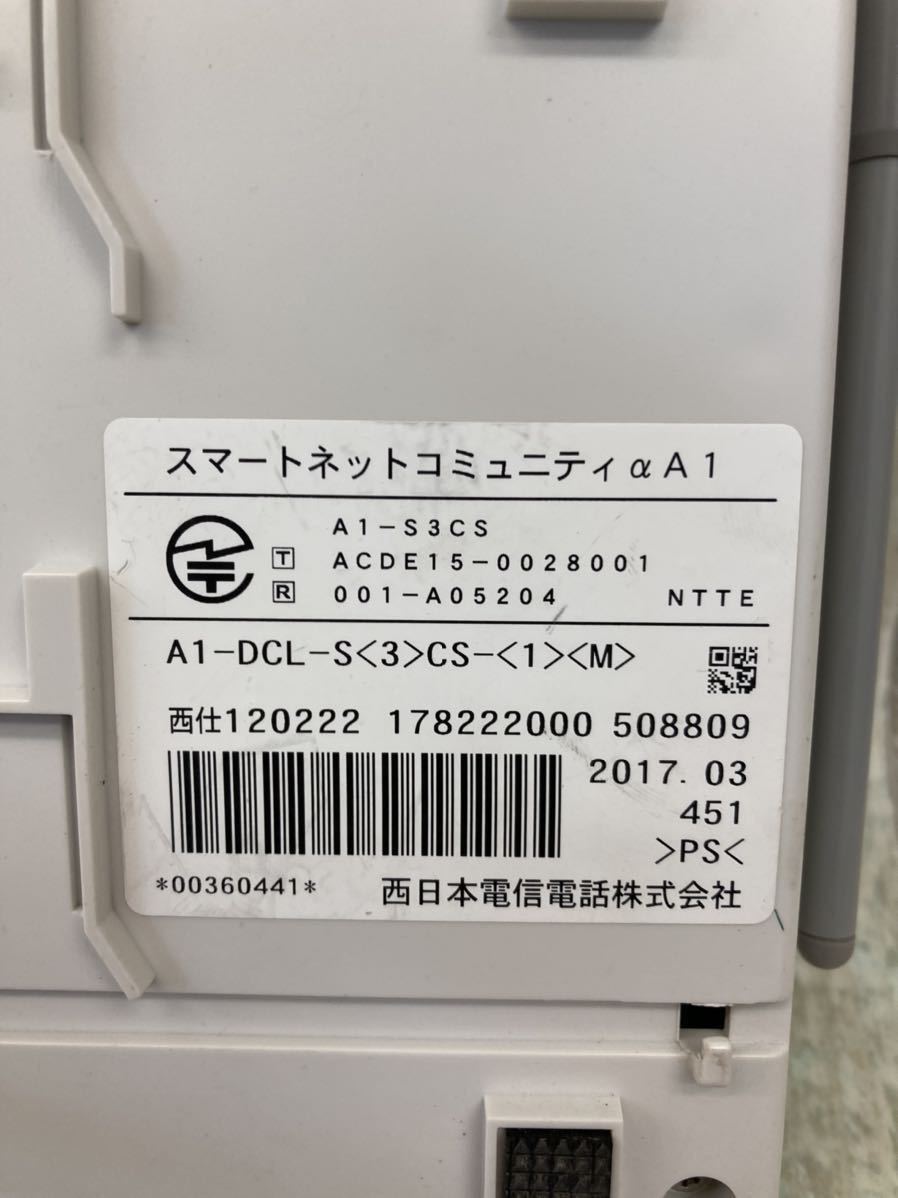 スマートネットコミュニティαA1
A1-S3CS
T ACDE15-0028001
R 001-A05204 NTTE
A1-DCL-S<3>CS-<1><M>
西仕120222 178222000 508809
2017.03
451
>PS<
*00360441* 西日本電信電話株式会社